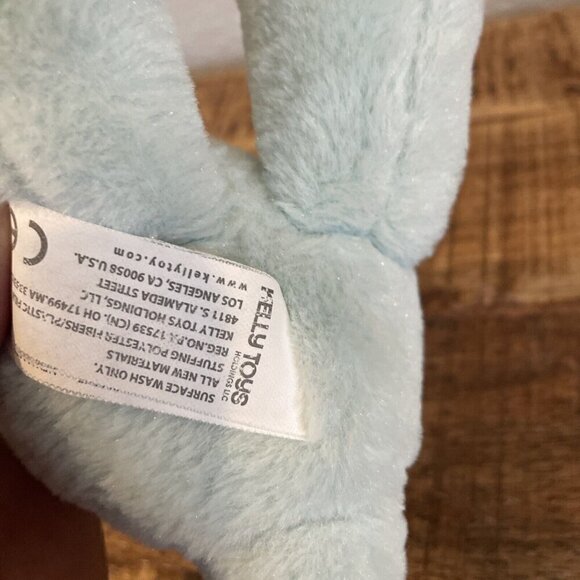 KELLY TOYS
HOLDINGS LLC
SURFACE WASH ONLY.
ALL NEW MATERIALS
STUFFING POLYESTER FIBERS/PLASTIC
REG.NO.PA 17539 (CN), OH 17499,MA
KELLY TOYS HOLDINGS, LLC
4811 S. ALAMEDA STREET
LOS ANGELES, CA 90058 U.S.A.
www.kellytoy.com